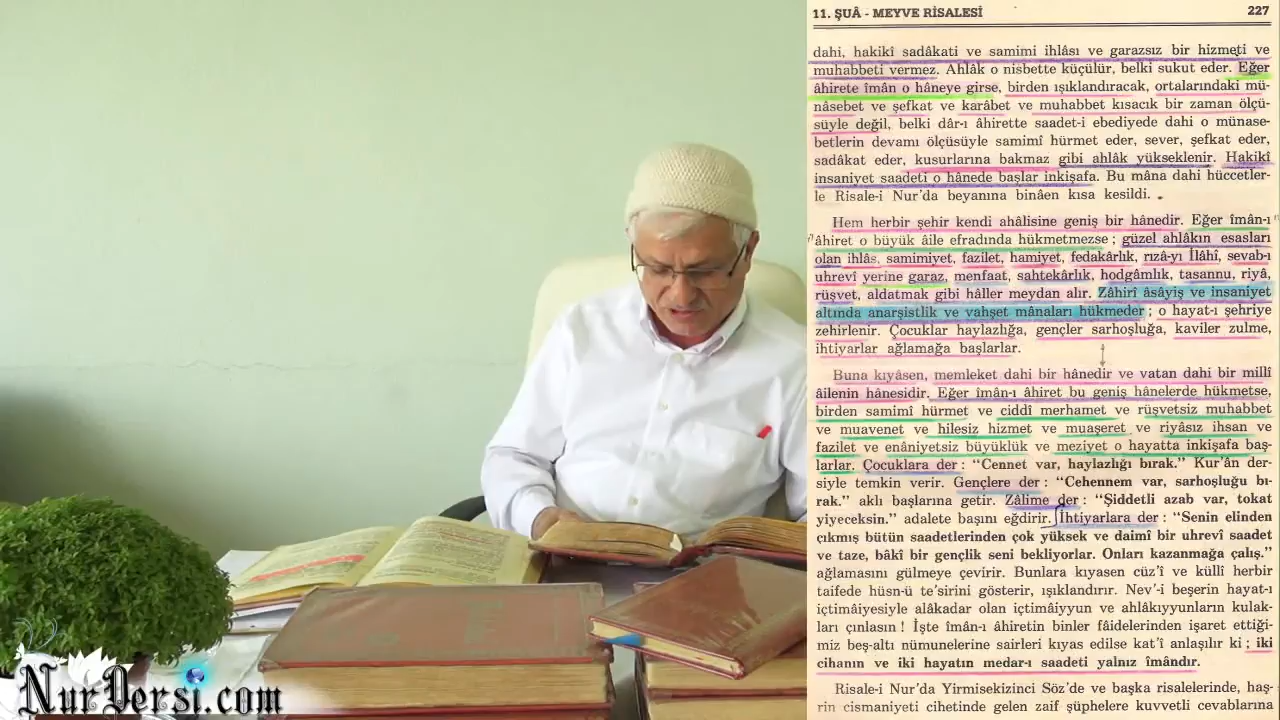 11. ŞUÂ - MEYVE RİSALESİ 227
dahi, hakikî sadâkati ve samimi ihlâsı ve garazsız bir hizmeti ve
muhabbeti vermez. Ahlâk o nisbette küçülür, belki sukut eder. Eğer
âhirete îmân o hâneye girse, birden ışıklandıracak, ortalarındaki mü-
nâsebet ve şefkat ve karâbet ve muhabbet kısacık bir zaman ölçü-
süyle değil, belki dâr-ı âhirette saadet-i ebediyede dahi o münase-
betlerin devamı ölçüsüyle samimî hürmet eder, sever, şefkat eder,
sadâkat eder, kusurlarına bakmaz gibi ahlâk yükseklenir. Hakikî
insaniyet saadeti o hânede başlar inkişafa. Bu mâna dahi hüccetler-
le Risale-i Nur'da beyanına binâen kısa kesildi.
Hem herbir şehir kendi ahâlisine geniş bir hânedir. Eğer îmân-ı
âhiret o büyük âile efradında hükmetmezse ; güzel ahlâkın esasları
olan ihlâs, samimiyet, fazilet, hamiyet, fedakârlık, rızâ-yı İlâhî, sevab-ı
uhrevî yerine garaz, menfaat, sahtekârlık, hodgâmlık, tasannu, riyâ,
rüşvet, aldatmak gibi hâller meydan alır. Zâhirî âsâyiş ve insaniyet
altında anarşistlik ve vahşet mânaları hükmeder ; o hayat-ı şehriye
zehirlenir. Çocuklar haylazlığa, gençler sarhoşluğa, kaviler zulme,
ihtiyarlar ağlamağa başlarlar.
Buna kıyâsen, memleket dahi bir hânedir ve vatan dahi bir millî
âilenin hânesidir. Eğer îmân-ı âhiret bu geniş hânelerde hükmetse,
birden samimî hürmet ve ciddî merhamet ve rüşvetsiz muhabbet
ve muavenet ve hilesiz hizmet ve muaşeret ve riyâsız ihsan ve
fazilet ve enâniyetsiz büyüklük ve meziyet o hayatta inkişafa baş-
larlar. Çocuklara der : "Cennet var, haylazlığı bırak." Kur'ân der-
siyle temkin verir. Gençlere der : "Cehennem var, sarhoşluğu bı-
rak." aklı başlarına getir. Zâlime der : "Şiddetli azab var, tokat
yiyeceksin." adalete başını eğdirir. İhtiyarlara der : "Senin elinden
çıkmış bütün saadetlerinden çok yüksek ve daimî bir uhrevî saadet
ve taze, bâki bir gençlik seni bekliyorlar. Onları kazanmağa çalış."
ağlamasını gülmeye çevirir. Bunlara kıyasen cüz'î ve küllî herbir
taifede hüsn-ü te'sirini gösterir, ışıklandırır. Nev'-i beşerin hayat-ı
içtimâiyesiyle alâkadar olan içtimâiyyun ve ahlâkıyyunların kulak-
ları çınlasın ! İşte îmân-ı âhiretin binler fâidelerinden işaret ettiği-
miz beş-altı nümunelerine sairleri kıyas edilse kat'î anlaşılır ki ; iki
cihanın ve iki hayatın medar-ı saadeti yalnız îmândır.
Risale-i Nur'da Yirmisekizinci Söz'de ve başka risalelerinde, haş-
rin cismaniyeti cihetinde gelen zaif şüphelere kuvvetli cevablarına
NurDersi.com